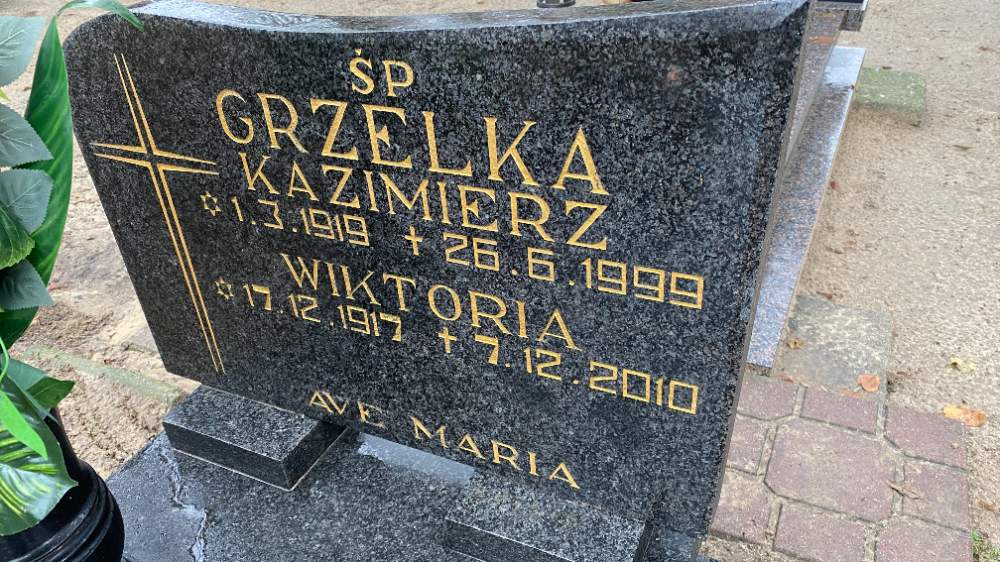 ŚP
GRZELKA
KAZIMIERZ
✡ 1.3.1919 ✝ 26.6.1999
WIKTORIA
✡ 17.12.1917 ✝ 7.12.2010
AVE MARIA